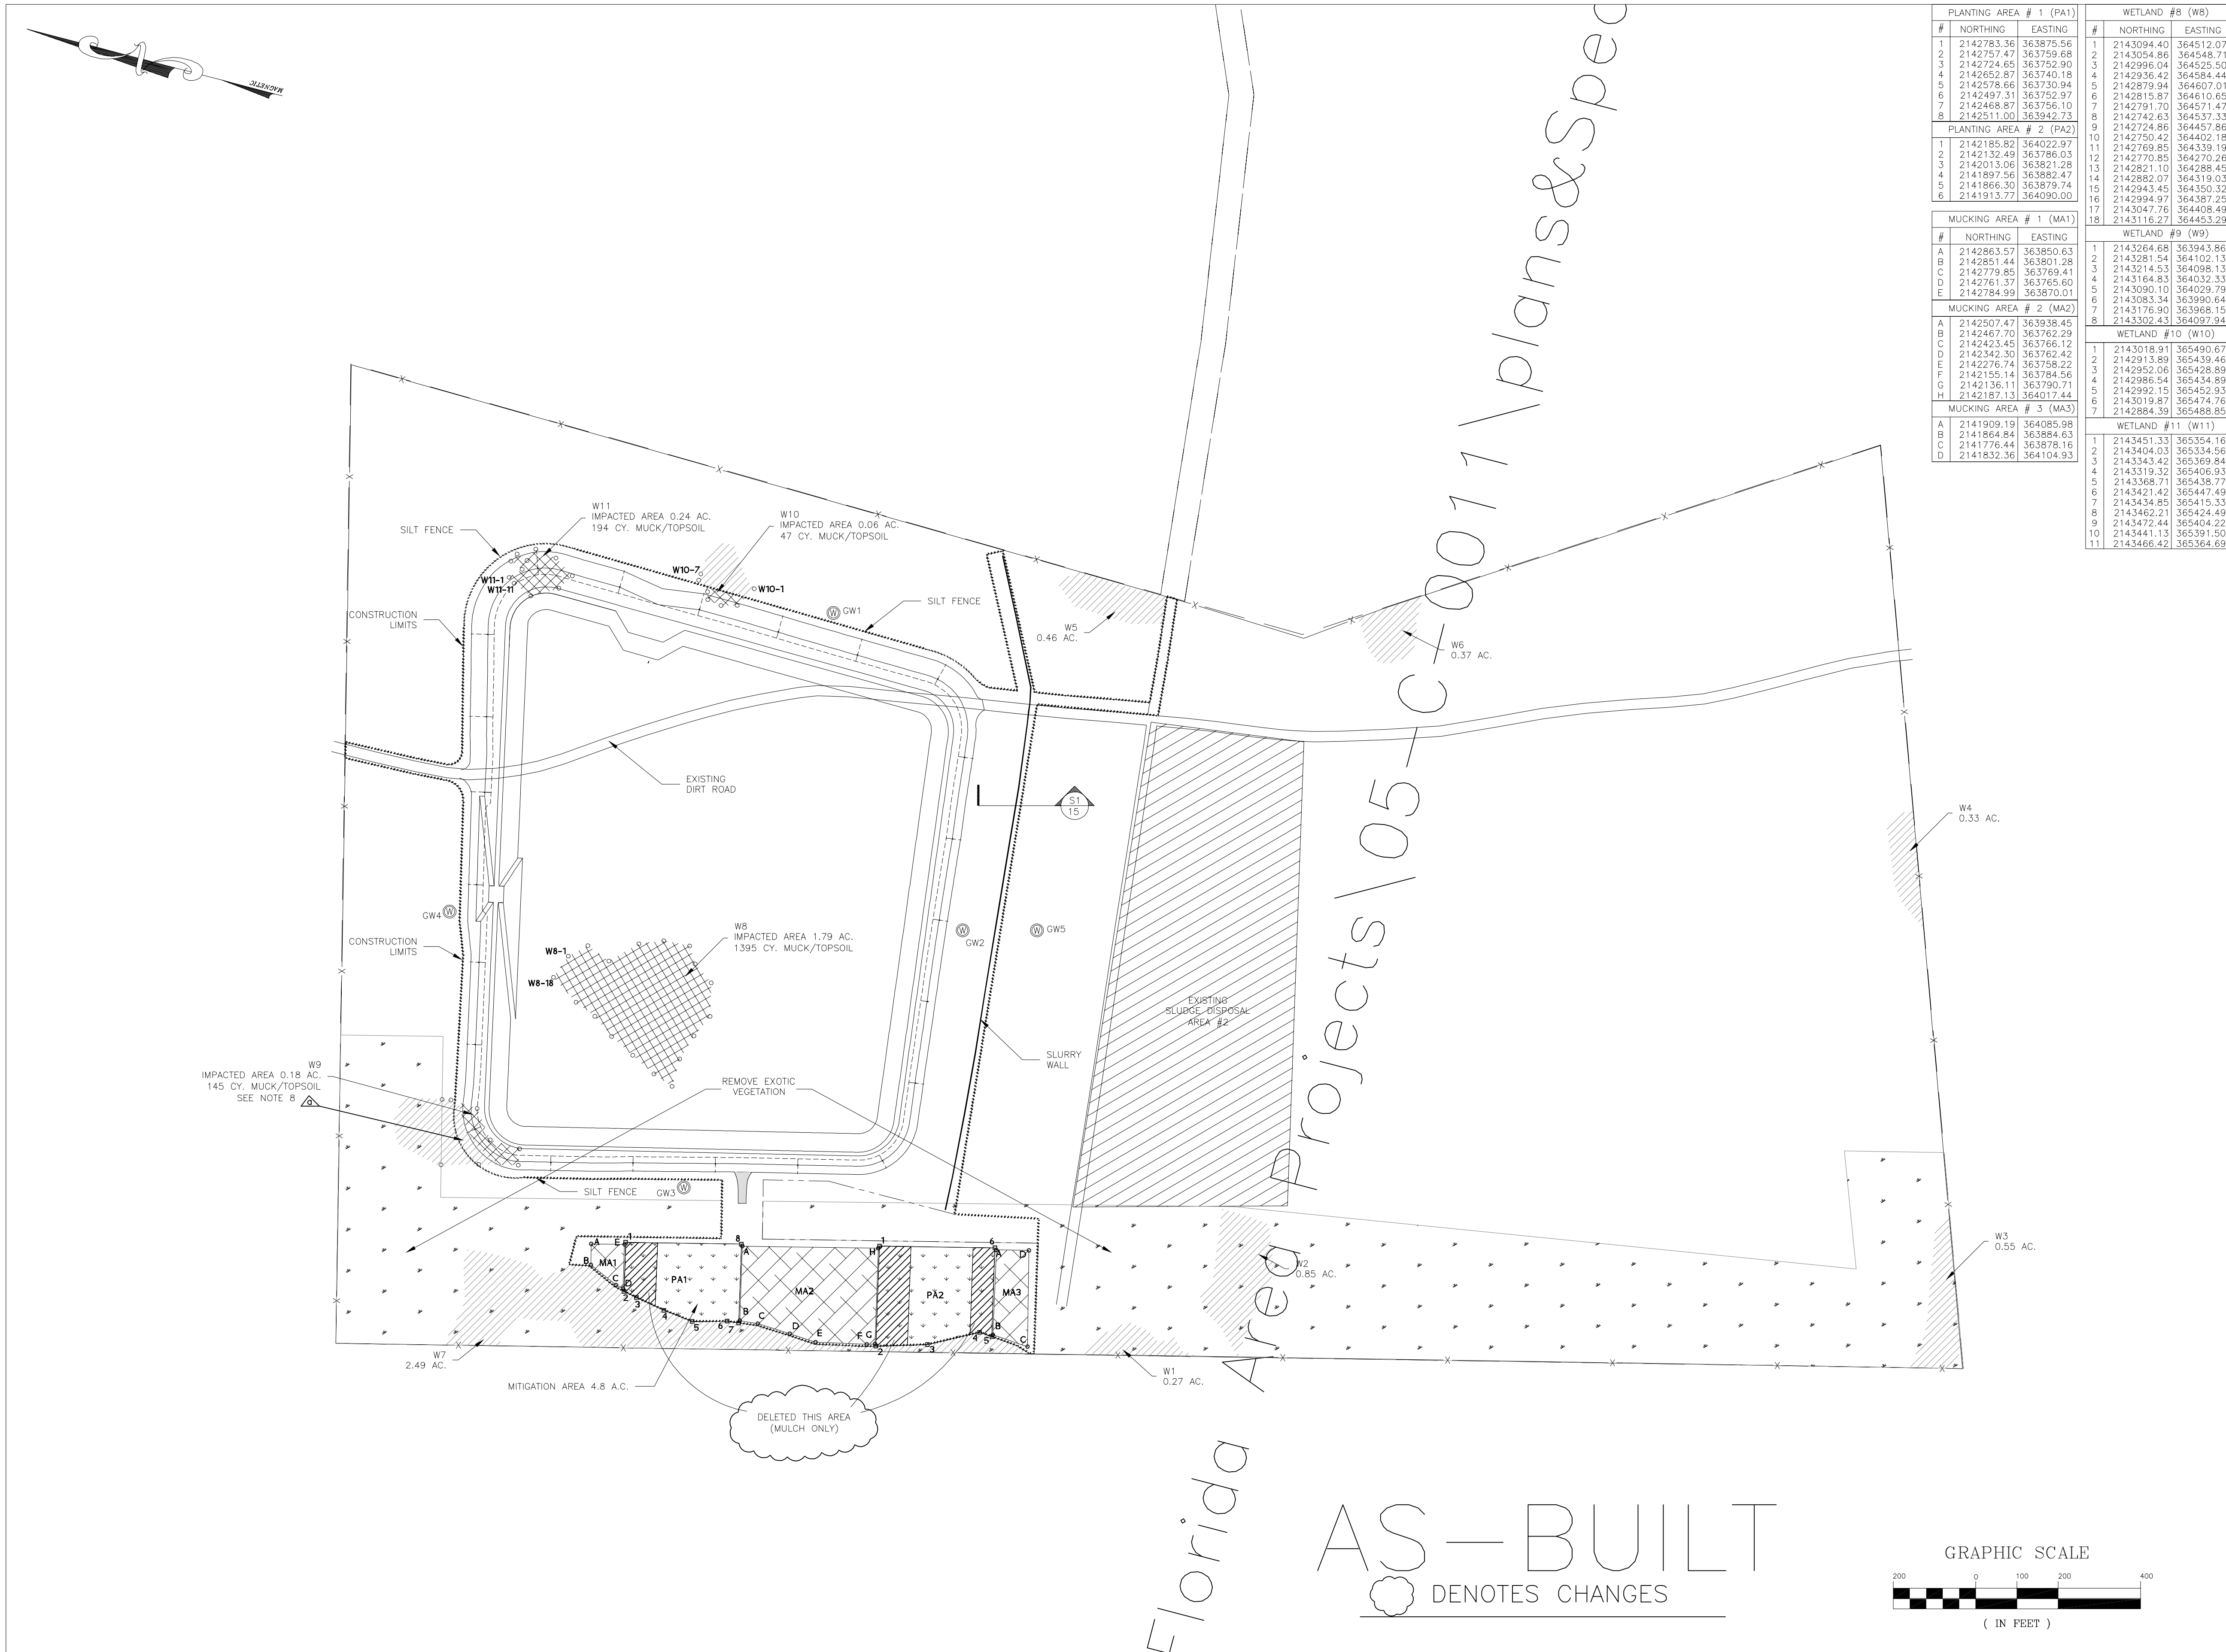 MAGNETIC
PLANTING AREA # 1 (PA1)
# NORTHING EASTING
1 2142783.36 363875.56
2 2142757.47 363759.68
3 2142724.65 363752.90
4 2142652.87 363740.18
5 2142578.66 363730.94
6 2142497.31 363752.97
7 2142468.87 363756.10
8 2142511.00 363942.73
PLANTING AREA # 2 (PA2)
1 2142185.82 364022.97
2 2142132.49 363786.03
3 2142013.06 363821.28
4 2141897.56 363882.47
5 2141866.30 363879.74
6 2141913.77 364090.00
MUCKING AREA # 1 (MA1)
# NORTHING EASTING
A 2142863.57 363850.63
B 2142851.44 363801.28
C 2142779.85 363769.41
D 2142761.37 363765.60
E 2142784.99 363870.01
MUCKING AREA # 2 (MA2)
A 2142507.47 363938.45
B 2142467.70 363762.29
C 2142423.45 363766.12
D 2142342.30 363762.42
E 2142276.74 363758.22
F 2142155.14 363784.56
G 2142136.11 363790.71
H 2142187.13 364017.44
MUCKING AREA # 3 (MA3)
A 2141909.19 364085.98
B 2141864.84 363884.63
C 2141776.44 363878.16
D 2141832.36 364104.93
WETLAND #8 (W8)
# NORTHING EASTING
1 2143094.40 364512.07
2 2143054.86 364548.71
3 2142996.04 364525.50
4 2142936.42 364584.44
5 2142879.94 364607.01
6 2142815.87 364610.65
7 2142791.70 364571.47
8 2142742.63 364537.33
9 2142724.86 364457.86
10 2142750.42 364402.18
11 2142769.85 364339.19
12 2142770.85 364270.26
13 2142821.10 364288.45
14 2142882.07 364319.03
15 2142943.45 364350.32
16 2142994.97 364387.25
17 2143047.76 364408.49
18 2143116.27 364453.29
WETLAND #9 (W9)
1 2143264.68 363943.86
2 2143281.54 364102.13
3 2143214.53 364098.13
4 2143164.83 364032.33
5 2143090.10 364029.79
6 2143083.34 363990.64
7 2143176.90 363968.15
8 2143302.43 364097.94
WETLAND #10 (W10)
1 2143018.91 365490.67
2 2142913.89 365439.46
3 2142952.06 365428.89
4 2142986.54 365434.89
5 2142992.15 365452.93
6 2143019.87 365474.76
7 2142884.39 365488.85
WETLAND #11 (W11)
1 2143451.33 365354.16
2 2143404.03 365334.56
3 2143343.42 365369.84
4 2143319.32 365406.93
5 2143368.71 365438.77
6 2143421.42 365447.49
7 2143434.85 365415.33
8 2143462.21 365424.49
9 2143472.44 365404.22
10 2143441.13 365391.50
11 2143466.42 365364.69
Florida Area Projects\05-C-001\plans&Spec
W11
IMPACTED AREA 0.24 AC.
194 CY. MUCK/TOPSOIL
W10
IMPACTED AREA 0.06 AC.
47 CY. MUCK/TOPSOIL
SILT FENCE
W11-1
W11-11
W10-7
W10-1
GW1
W
SILT FENCE
CONSTRUCTION
LIMITS
W5
0.46 AC.
W6
0.37 AC.
EXISTING
DIRT ROAD
S1
15
W4
0.33 AC.
GW4
W
CONSTRUCTION
LIMITS
W8
IMPACTED AREA 1.79 AC.
1395 CY. MUCK/TOPSOIL
W8-1
W8-18
W
GW2
W
GW5
EXISTING
SLUDGE DISPOSAL
AREA #2
SLURRY
WALL
W9
IMPACTED AREA 0.18 AC.
145 CY. MUCK/TOPSOIL
SEE NOTE 8
a
REMOVE EXOTIC
VEGETATION
SILT FENCE
GW3
W
A E 1 8 A H 1 6 A D
B MA1 PA1 MA2 PA2 MA3
C D 2 3 4 5 6 7 B C D E F G 2 3 4 5 B C
W2
0.85 AC.
W3
0.55 AC.
W7
2.49 AC.
W1
0.27 AC.
MITIGATION AREA 4.8 A.C.
DELETED THIS AREA
(MULCH ONLY)
AS-BUILT
DENOTES CHANGES
GRAPHIC SCALE
200 0 100 200 400
( IN FEET )